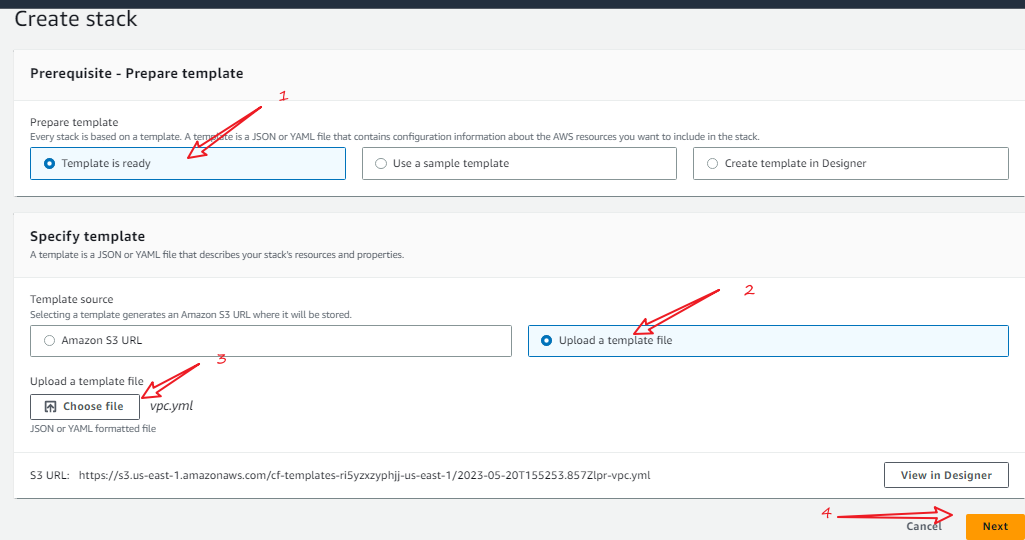 Create stack
Prerequisite - Prepare template
1
Prepare template
Every stack is based on a template. A template is a JSON or YAML file that contains configuration information about the AWS resources you want to include in the stack.
Template is ready
Use a sample template
Create template in Designer
Specify template
A template is a JSON or YAML file that describes your stack's resources and properties.
Template source
2
Selecting a template generates an Amazon S3 URL where it will be stored.
Amazon S3 URL
Upload a template file
3
Upload a template file
Choose file
vpc.yml
JSON or YAML formatted file
S3 URL: https://s3.us-east-1.amazonaws.com/cf-templates-ri5yzxzyphjj-us-east-1/2023-05-20T155253.857Zlpr-vpc.yml
View in Designer
4
Cancel
Next